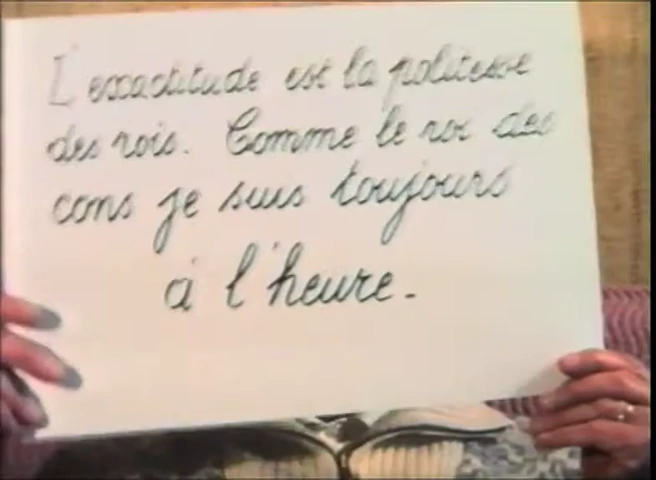 L'exactitude est la politesse
des rois. Comme le roi des
cons je suis toujours
à l'heure.